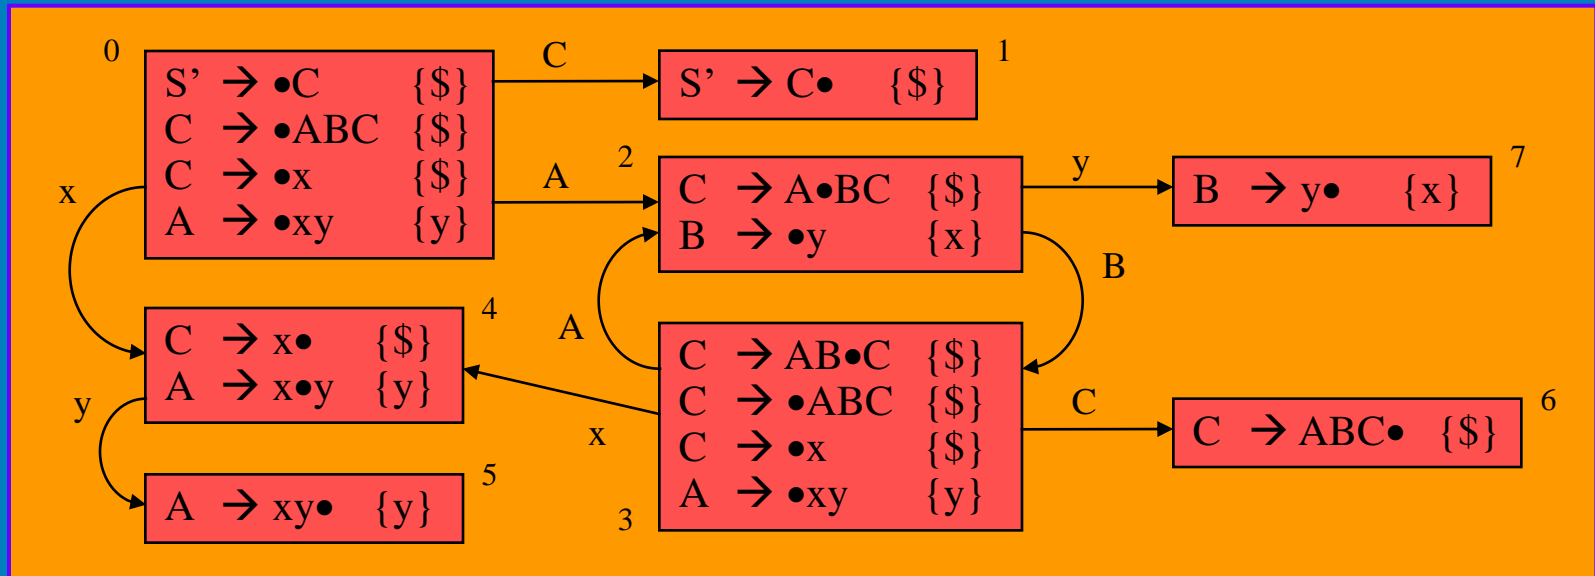 0
S’ → •C {$}
C → •ABC {$}
C → •x {$}
A → •xy {y}
C
1
S’ → C• {$}
x
A
2
C → A•BC {$}
B → •y {x}
y
7
B → y• {x}
B
A
4
C → x• {$}
A → x•y {y}
y
5
A → xy• {y}
x
3
C → AB•C {$}
C → •ABC {$}
C → •x {$}
A → •xy {y}
C
6
C → ABC• {$}